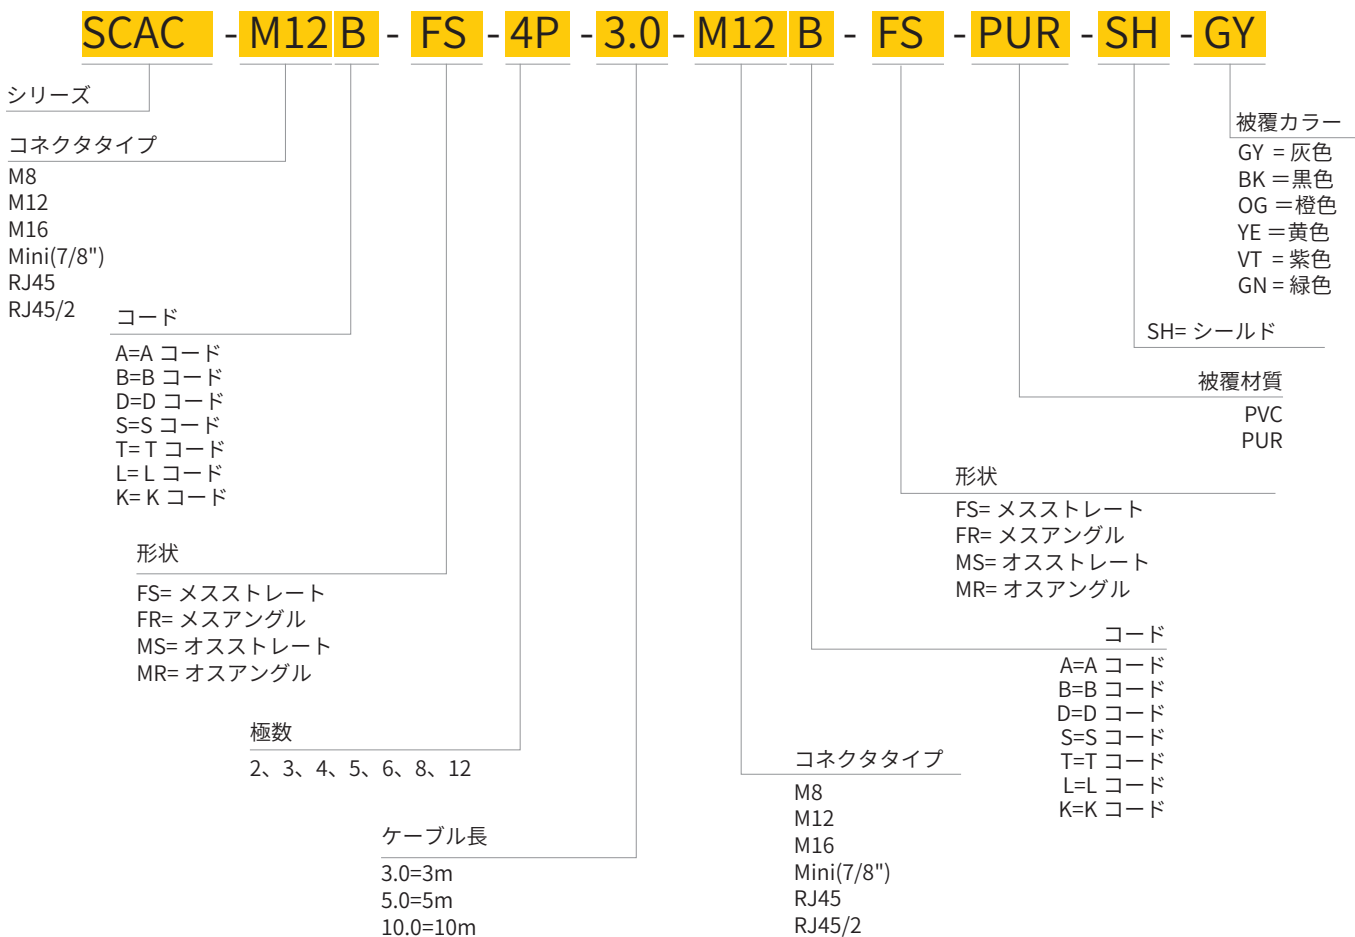 SCAC - M12 B - FS - 4P - 3.0 - M12 B - FS - PUR - SH - GY
シリーズ
コネクタタイプ
M8
M12
M16
Mini(7/8")
RJ45
RJ45/2
コード
A=A コード
B=B コード
D=D コード
S=S コード
T= T コード
L= L コード
K= K コード
形状
FS= メスストレート
FR= メスアングル
MS= オスストレート
MR= オスアングル
極数
2、3、4、5、6、8、12
ケーブル長
3.0=3m
5.0=5m
10.0=10m
コネクタタイプ
M8
M12
M16
Mini(7/8")
RJ45
RJ45/2
コード
A=A コード
B=B コード
D=D コード
S=S コード
T=T コード
L=L コード
K=K コード
形状
FS= メスストレート
FR= メスアングル
MS= オスストレート
MR= オスアングル
被覆材質
PVC
PUR
SH= シールド
被覆カラー
GY = 灰色
BK ＝黒色
OG ＝橙色
YE ＝黄色
VT = 紫色
GN = 緑色